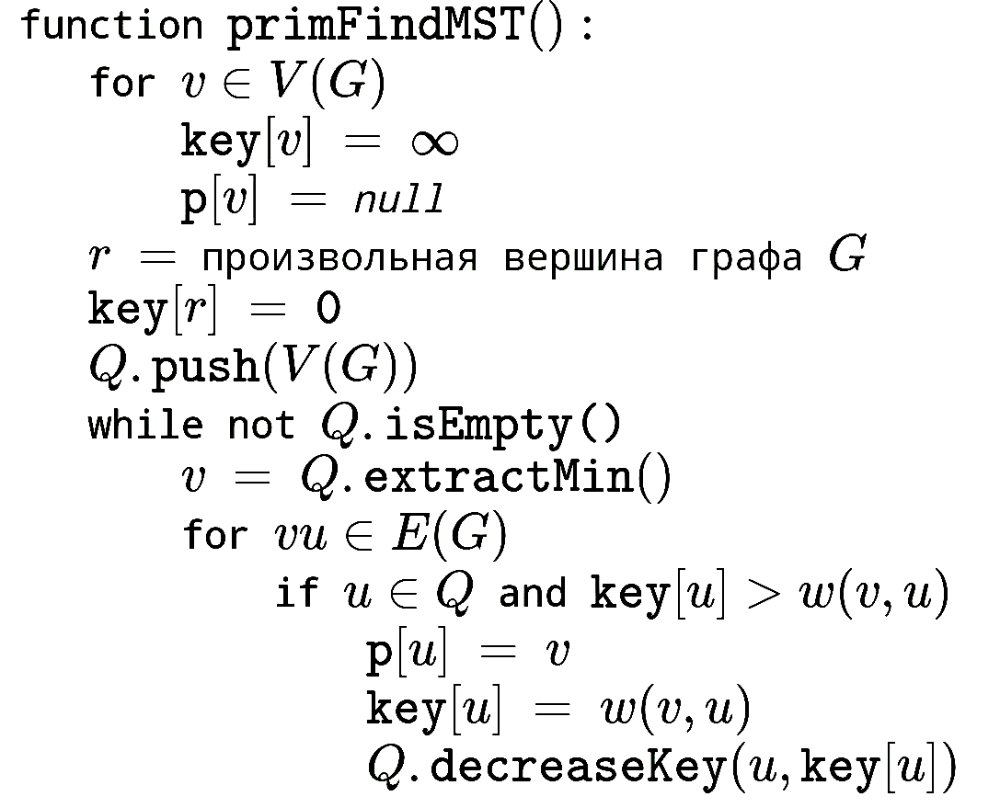 function primFindMST():
for v ∈ V(G)
key[v] = ∞
p[v] = null
r = произвольная вершина графа G
key[r] = 0
Q.push(V(G))
while not Q.isEmpty()
v = Q.extractMin()
for vu ∈ E(G)
if u ∈ Q and key[u] > w(v, u)
p[u] = v
key[u] = w(v, u)
Q.decreaseKey(u, key[u])